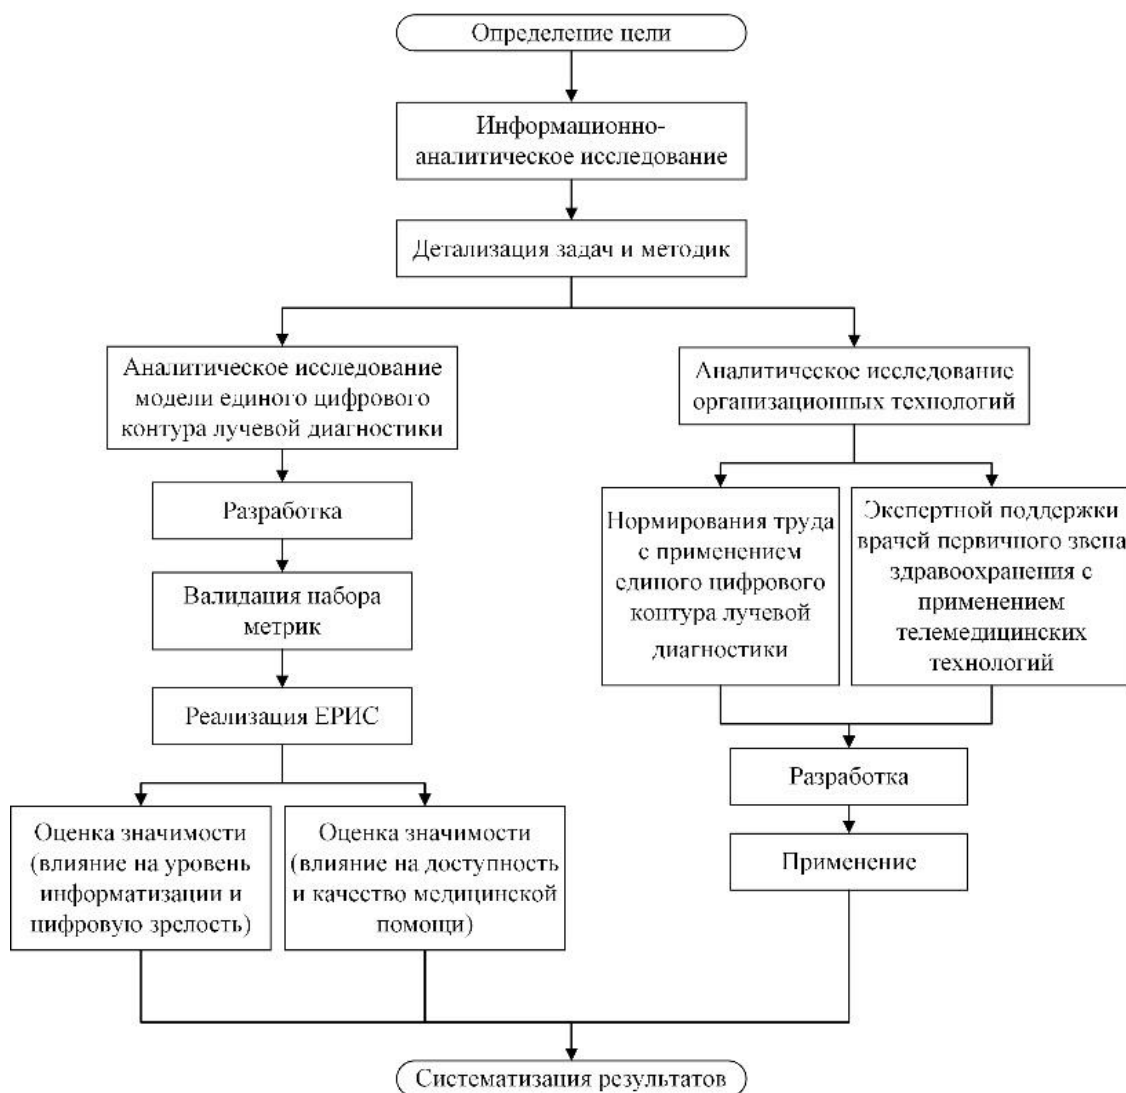 Определение цели
Информационно-
аналитическое исследование
Детализация задач и методик
Аналитическое исследование
модели единого цифрового
контура лучевой диагностики
Разработка
Валидация набора
метрик
Реализация ЕРИС
Оценка значимости
(влияние на уровень
информатизации и
цифровую зрелость)
Оценка значимости
(влияние на доступность
и качество медицинской
помощи)
Аналитическое исследование
организационных технологий
Нормирования труда
с применением
единого цифрового
контура лучевой
диагностики
Экспертной поддержки
врачей первичного звена
здравоохранения с
применением
телемедицинских
технологий
Разработка
Применение
Систематизация результатов